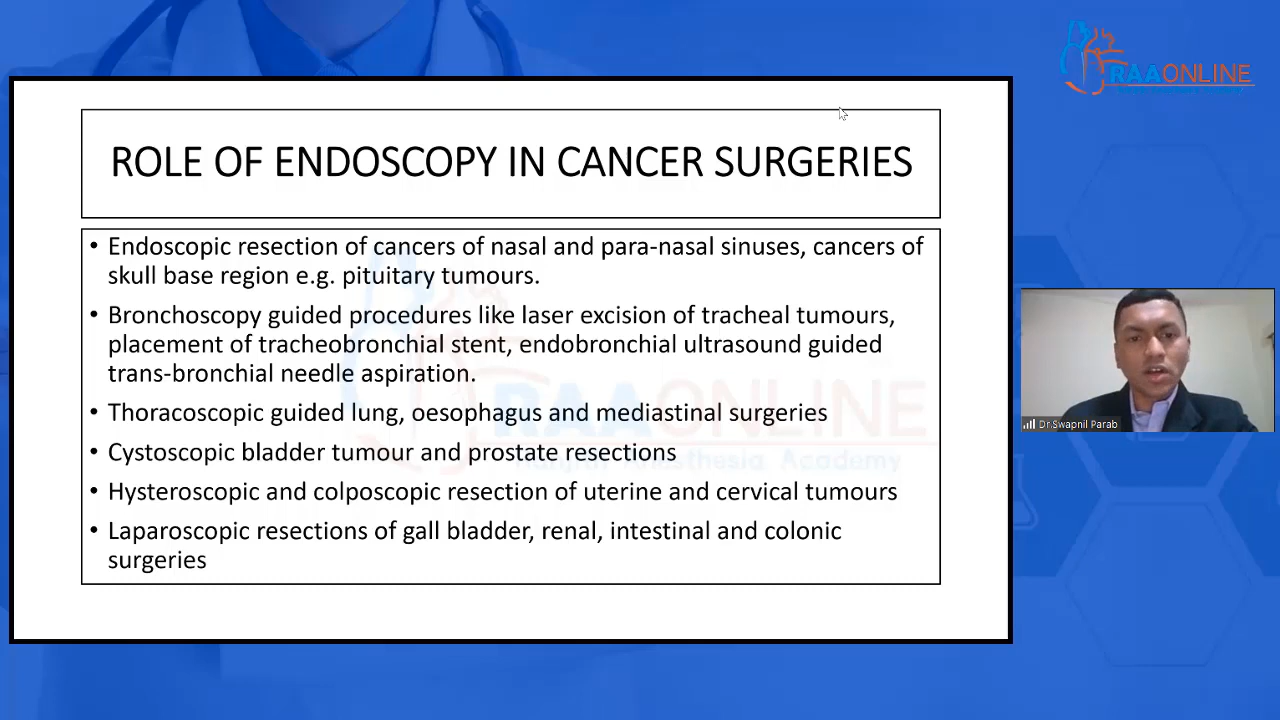 RAAONLINE
ROLE OF ENDOSCOPY IN CANCER SURGERIES
• Endoscopic resection of cancers of nasal and para-nasal sinuses, cancers of
skull base region e.g. pituitary tumours.
• Bronchoscopy guided procedures like laser excision of tracheal tumours,
placement of tracheobronchial stent, endobronchial ultrasound guided
trans-bronchial needle aspiration.
• Thoracoscopic guided lung, oesophagus and mediastinal surgeries
• Cystoscopic bladder tumour and prostate resections
• Hysteroscopic and colposcopic resection of uterine and cervical tumours
• Laparoscopic resections of gall bladder, renal, intestinal and colonic
surgeries
RAAONLINE
Anesthesia Academy
Dr.Swapnil Parab